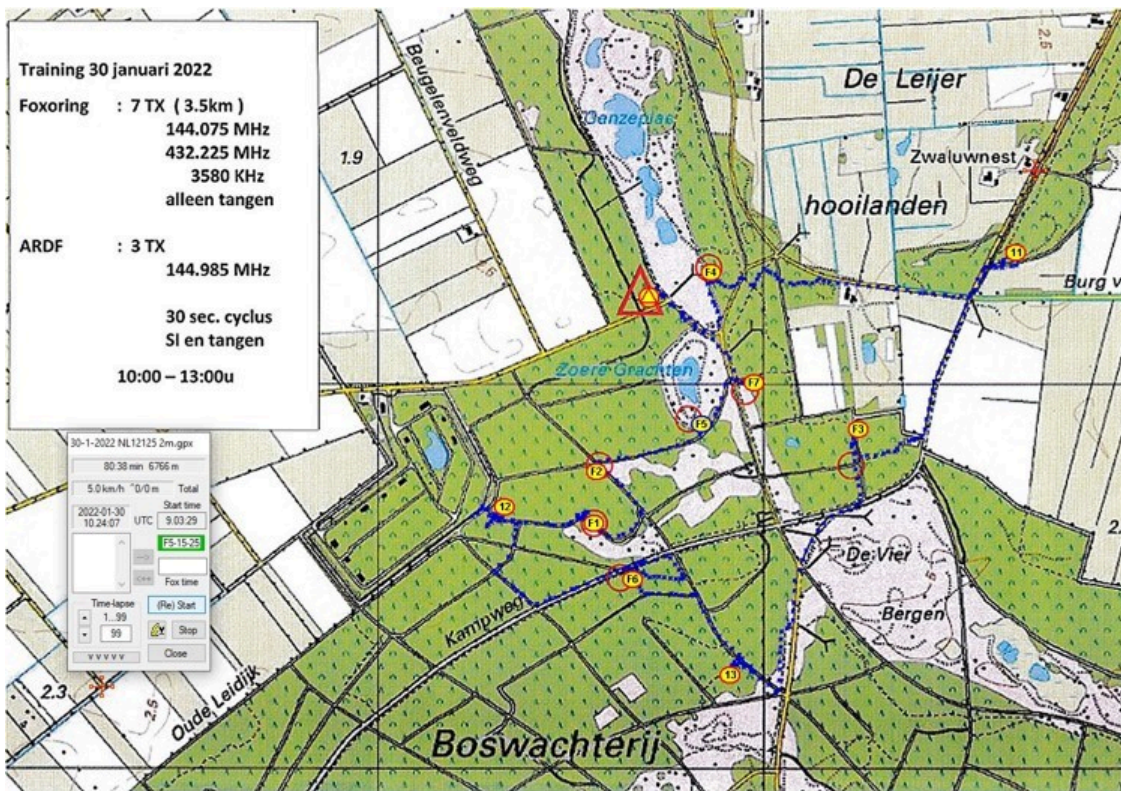 Training 30 januari 2022
Foxoring : 7 TX ( 3.5km )
144.075 MHz
432.225 MHz
3580 KHz
alleen tangen
ARDF : 3 TX
144.985 MHz
30 sec. cyclus
SI en tangen
10:00 – 13:00u
30-1-2022 NL12125 2m.gpx
80:38 min 6766 m
5.0 km/h ^0/0 m Total
2022-01-30
10.24:07
UTC
Start time
9.03:29
F5-15-25
Fox time
Time-lapse
1...99
99
(Re) Start
Stop
Close
v v v v v
Beugelenveldweg
1.9
2.6
Ganzeplas
De Leijer
2.5
Zwaluwnest
hooilanden
11
Burg v
F4
Zoere Grachten
F7
F5
F3
F2
12
F1
F6
Kampweg
De Vier
5
Bergen
13
2.3
2.5
Oude Leidijk
Boswachterij